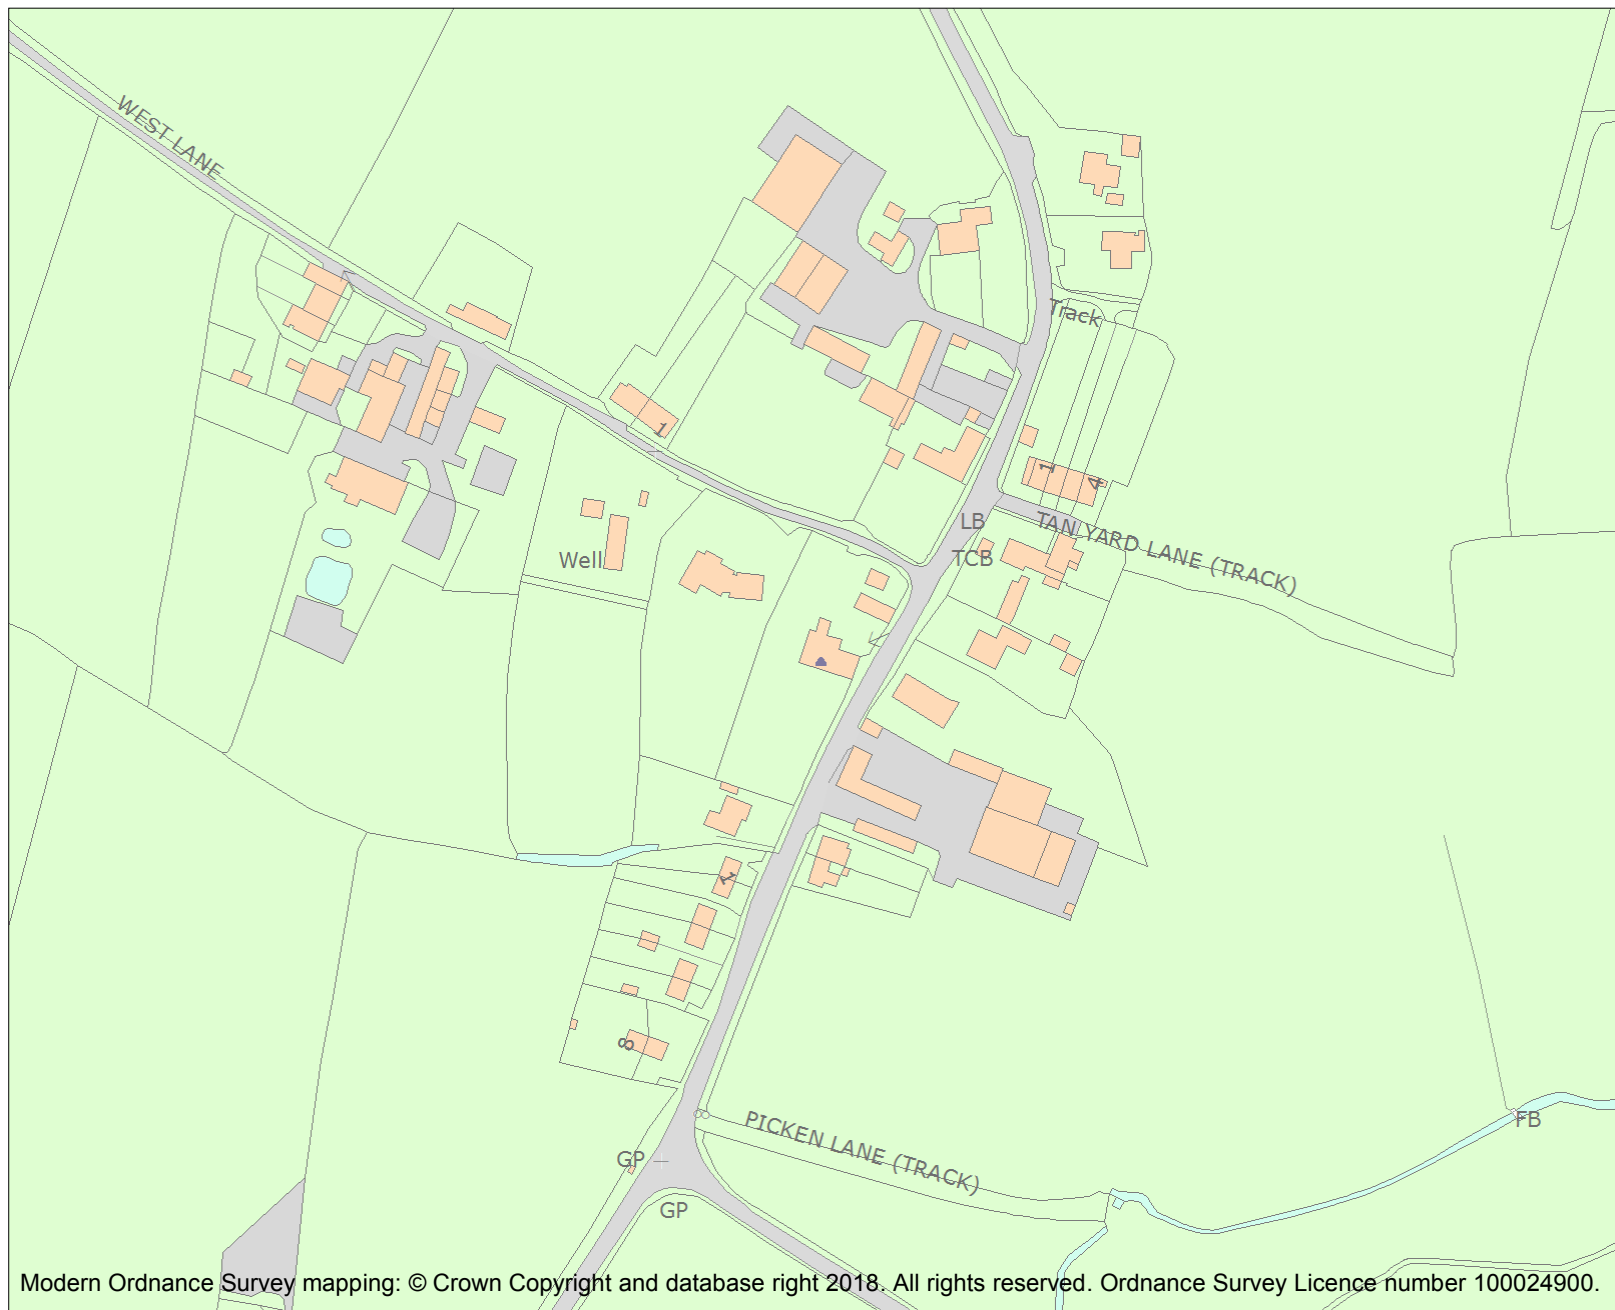 WEST LANE
Track
1
1
4
LB
TAN YARD LANE (TRACK)
TCB
Well
1
8
PICKEN LANE (TRACK)
FB
GP
GP
Modern Ordnance Survey mapping: © Crown Copyright and database right 2018. All rights reserved. Ordnance Survey Licence number 100024900.